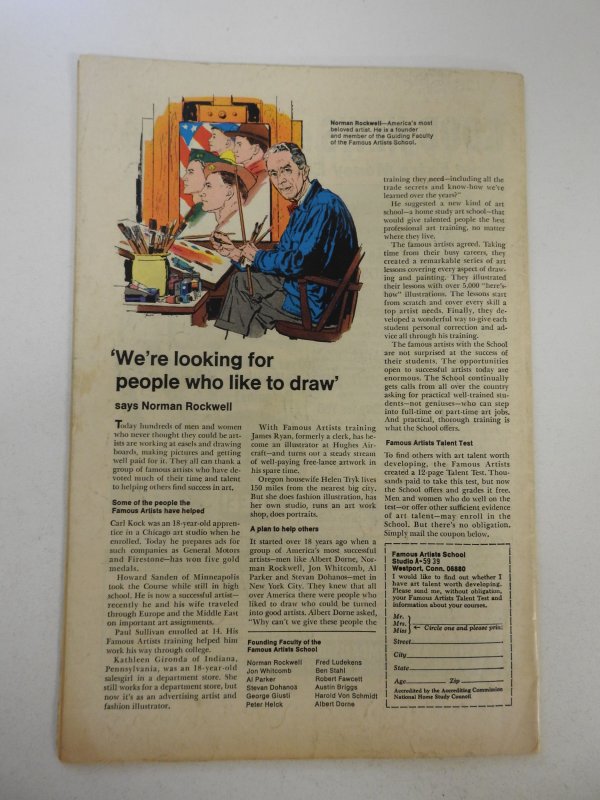 Norman Rockwell—America's most
beloved artist. He is a founder
and member of the Guiding Faculty
of the Famous Artists School.
'We're looking for
people who like to draw'
says Norman Rockwell
Today hundreds of men and women
who never thought they could be art-
ists are working at easels and drawing
boards, making pictures and getting
well paid for it. They all can thank a
group of famous artists who have de-
voted much of their time and talent
to helping others find success in art.
Some of the people the
Famous Artists have helped
Carl Kock was an 18-year-old appren-
tice in a Chicago art studio when he
enrolled. Today he prepares ads for
such companies as General Motors
and Firestone—has won five gold
medals.
Howard Sanden of Minneapolis
took the Course while still in high
school. He is now a successful artist—
recently he and his wife traveled
through Europe and the Middle East
on important art assignments.
Paul Sullivan enrolled at 14. His
Famous Artists training helped him
work his way through college.
Kathleen Gironda of Indiana,
Pennsylvania, was an 18-year-old
salesgirl in a department store. She
still works for a department store, but
now it's as an advertising artist and
fashion illustrator.
With Famous Artists training
James Ryan, formerly a clerk, has be-
come an illustrator at Hughes Air-
craft—and turns out a steady stream
of well-paying free-lance artwork in
his spare time.
Oregon housewife Helen Tryk lives
150 miles from the nearest big city.
But she does fashion illustration, has
her own studio, runs an art work
shop, does portraits.
A plan to help others
It started over 18 years ago when a
group of America's most successful
artists—men like Albert Dorne, Nor-
man Rockwell, Jon Whitcomb, Al
Parker and Stevan Dohanos—met in
New York City. They knew that all
over America there were people who
liked to draw who could be turned
into good artists. Albert Dorne asked,
"Why can't we give these people the
Founding Faculty of the
Famous Artists School
Norman Rockwell Fred Ludekens
Jon Whitcomb Ben Stahl
Al Parker Robert Fawcett
Stevan Dohanos Austin Briggs
George Giusti Harold Von Schmidt
Peter Helck Albert Dorne
training they need—including all the
trade secrets and know-how we've
learned over the years?"
He suggested a new kind of art
school—a home study art school—that
would give talented people the best
professional art training, no matter
where they live.
The famous artists agreed. Taking
time from their busy careers, they
created a remarkable series of art
lessons covering every aspect of draw-
ing and painting. They illustrated
their lessons with over 5,000 "here's-
how" illustrations. The lessons start
from scratch and cover every skill a
top artist needs. Finally, they de-
veloped a wonderful way to give each
student personal correction and ad-
vice all through his training.
The famous artists with the School
are not surprised at the success of
their students. The opportunities
open to successful artists today are
enormous. The School continually
gets calls from all over the country
asking for practical well-trained stu-
dents—not geniuses—who can step
into full-time or part-time art jobs.
And practical, thorough training is
what the School offers.
Famous Artists Talent Test
To find others with art talent worth
developing, the Famous Artists
created a 12-page Talent Test. Thou-
sands paid to take this test, but now
the School offers and grades it free.
Men and women who do well on the
test—or offer other sufficient evidence
of art talent—may enroll in the
School. But there's no obligation.
Simply mail the coupon below.
Famous Artists School
Studio A-5939
Westport, Conn. 06880
I would like to find out whether I
have art talent worth developing.
Please send me, without obligation,
your Famous Artists Talent Test and
information about your courses.
Mr.
Mrs.
Miss Circle one and please print
Street
City
State
Age Zip
Accredited by the Accrediting Commission
National Home Study Council.